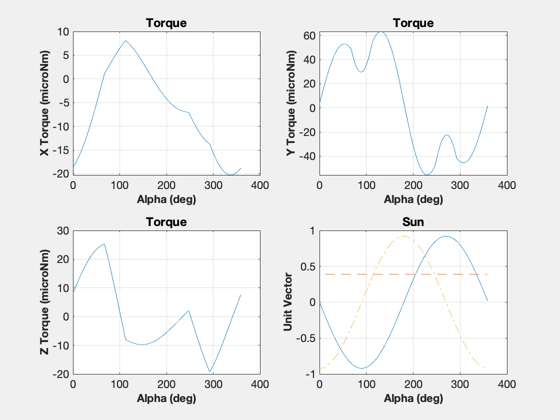 Torque
X Torque (microNm)
10
5
0
-5
-10
-15
-20
0 100 200 300 400
Alpha (deg)
Torque
Y Torque (microNm)
60
40
20
0
-20
-40
0 100 200 300 400
Alpha (deg)
Torque
Z Torque (microNm)
30
20
10
0
-10
-20
0 100 200 300 400
Alpha (deg)
Sun
Unit Vector
1
0.5
0
-0.5
-1
0 100 200 300 400
Alpha (deg)